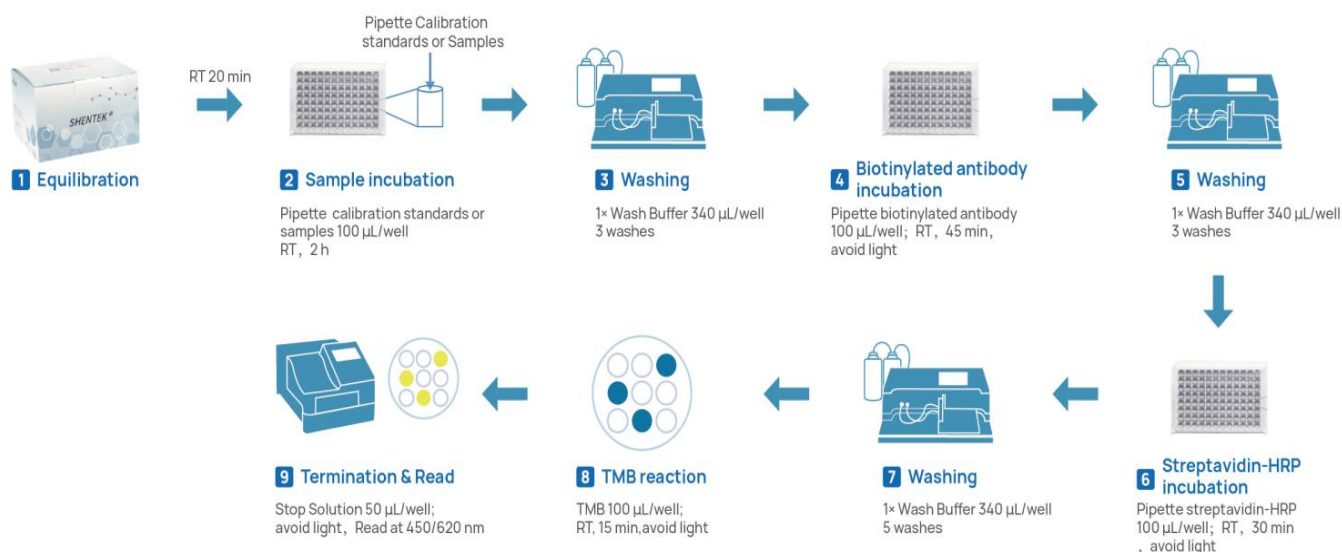 Pipette Calibration
standards or Samples
RT 20 min
SHENTEK®
1 Equilibration
2 Sample incubation
Pipette calibration standards or
samples 100 μL/well
RT, 2 h
3 Washing
1× Wash Buffer 340 μL/well
3 washes
4 Biotinylated antibody
incubation
Pipette biotinylated antibody
100 μL/well; RT, 45 min,
avoid light
5 Washing
1× Wash Buffer 340 μL/well
3 washes
6 Streptavidin-HRP
incubation
Pipette streptavidin-HRP
100 μL/well; RT, 30 min
, avoid light
7 Washing
1× Wash Buffer 340 μL/well
5 washes
8 TMB reaction
TMB 100 μL/well;
RT, 15 min,avoid light
9 Termination & Read
Stop Solution 50 μL/well;
avoid light, Read at 450/620 nm